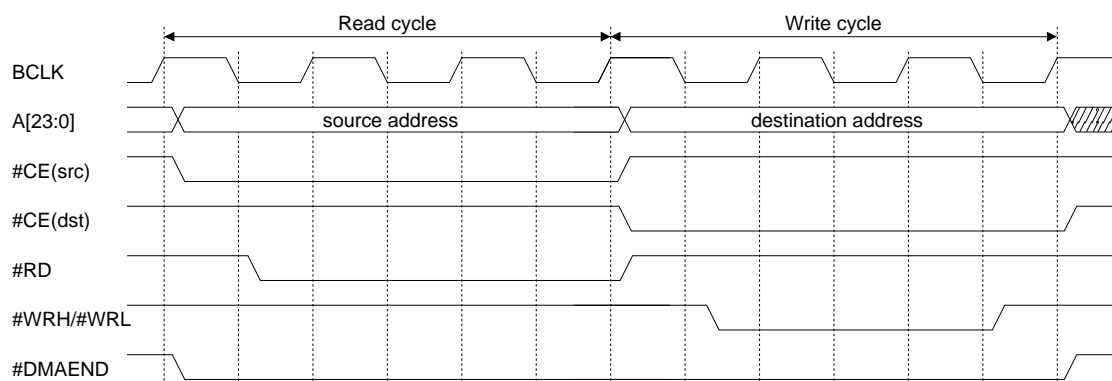 Read cycle Write cycle
BCLK
A[23:0] source address destination address
#CE(src)
#CE(dst)
#RD
#WRH/#WRL
#DMAEND